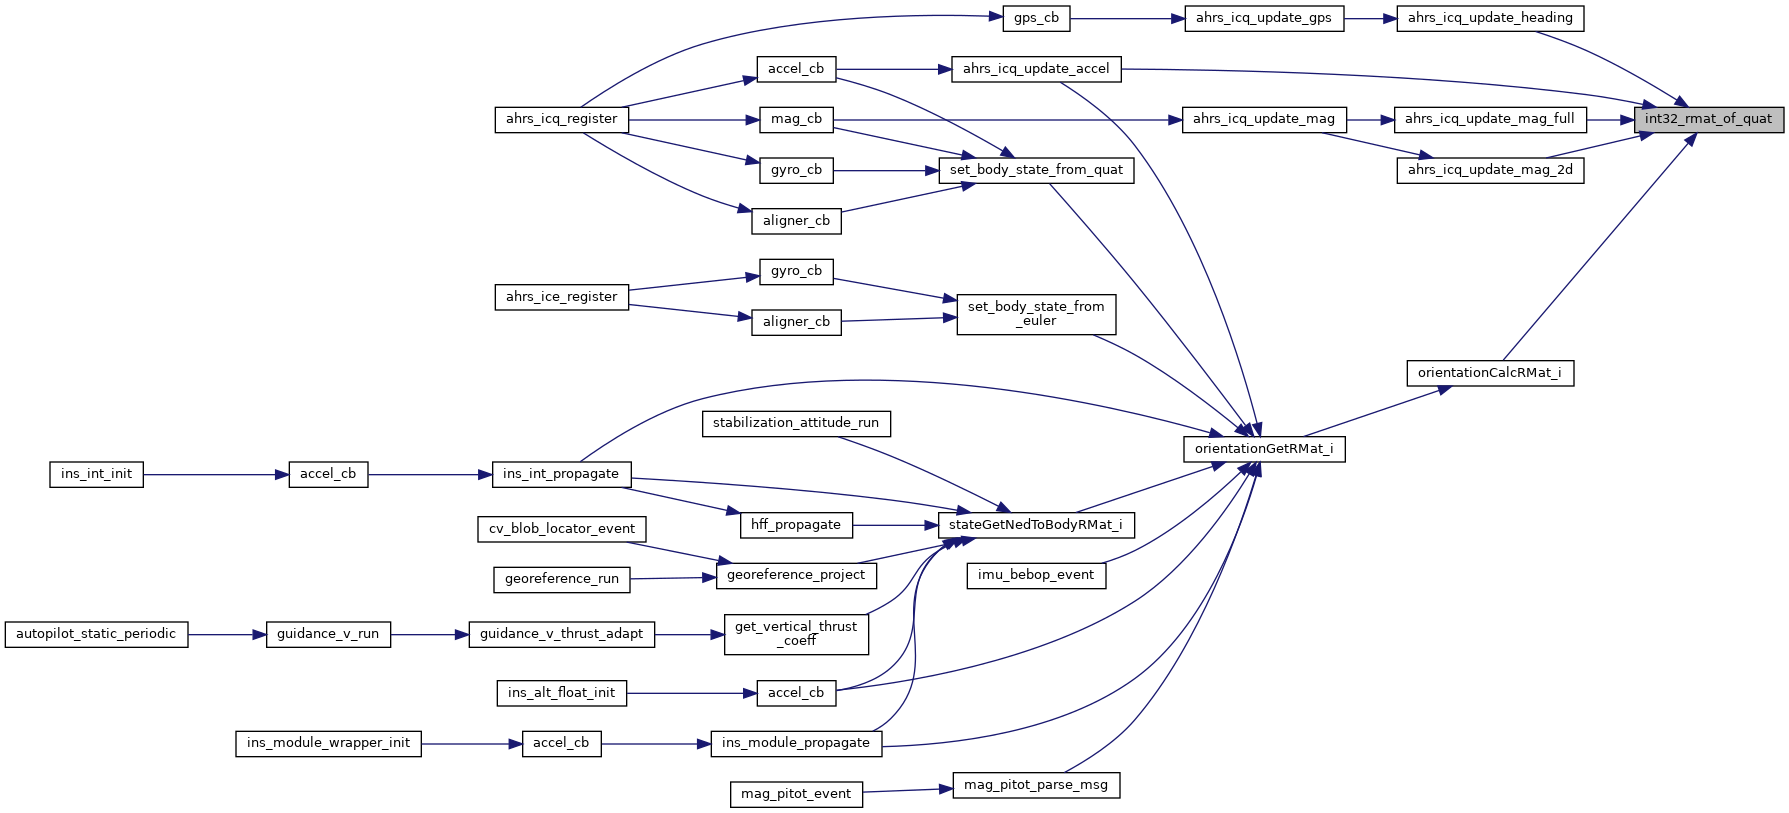 gps_cb
ahrs_icq_update_gps
ahrs_icq_update_heading
accel_cb
ahrs_icq_update_accel
ahrs_icq_register
mag_cb
ahrs_icq_update_mag
ahrs_icq_update_mag_full
int32_rmat_of_quat
gyro_cb
set_body_state_from_quat
ahrs_icq_update_mag_2d
aligner_cb
gyro_cb
ahrs_ice_register
set_body_state_from
_euler
aligner_cb
orientationCalcRMat_i
stabilization_attitude_run
orientationGetRMat_i
ins_int_init
accel_cb
ins_int_propagate
cv_blob_locator_event
hff_propagate
stateGetNedToBodyRMat_i
georeference_run
georeference_project
imu_bebop_event
autopilot_static_periodic
guidance_v_run
guidance_v_thrust_adapt
get_vertical_thrust
_coeff
ins_alt_float_init
accel_cb
ins_module_wrapper_init
accel_cb
ins_module_propagate
mag_pitot_event
mag_pitot_parse_msg